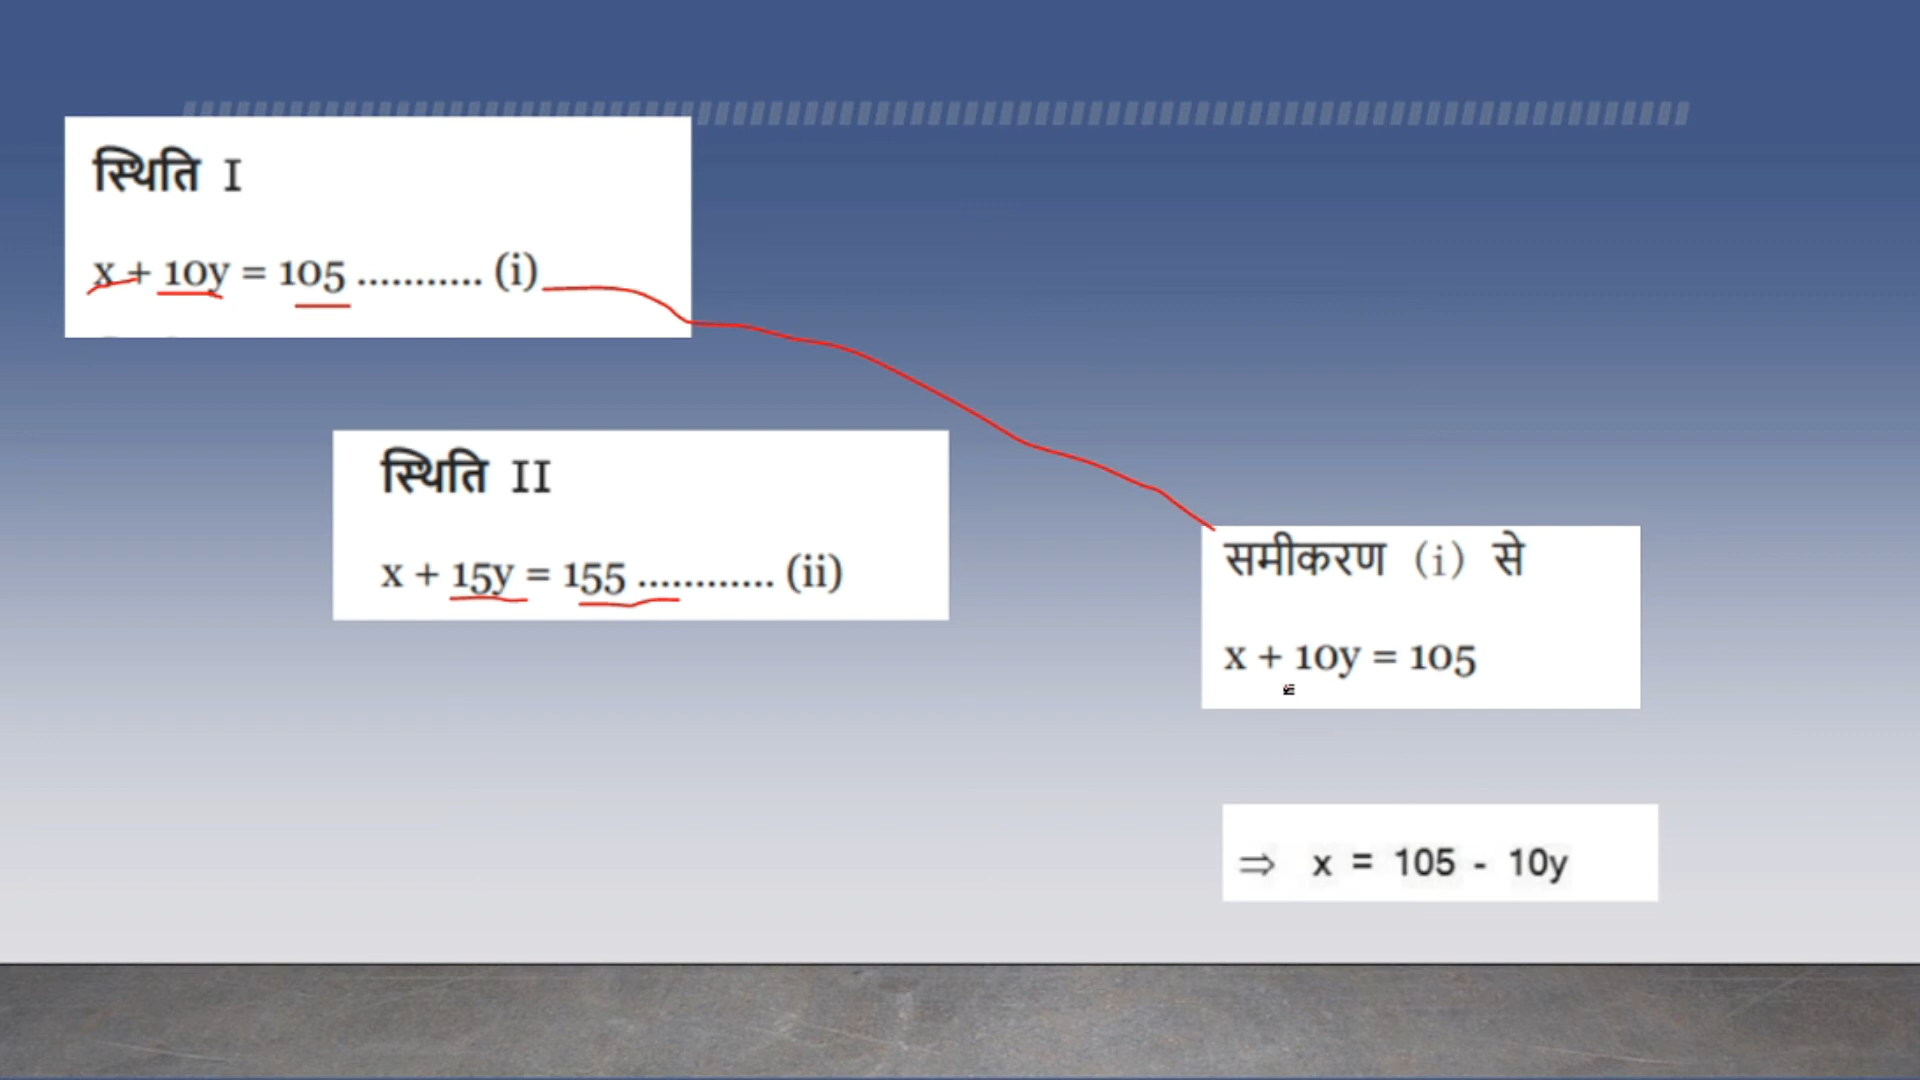 स्थिति I
x + 10y = 105 ........... (i)
स्थिति II
x + 15y = 155 ............ (ii)
समीकरण (i) से
x + 10y = 105
⇒ x = 105 - 10y